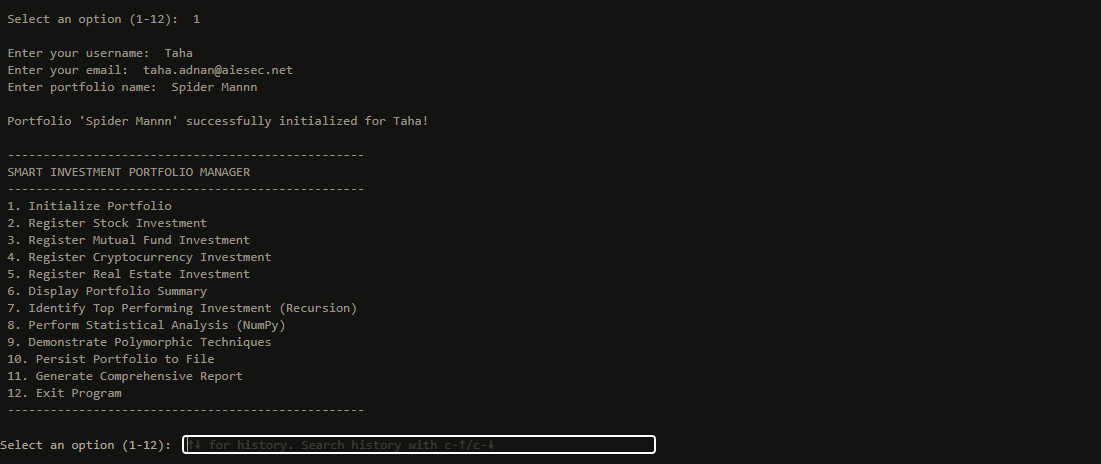 Select an option (1-12):  1
Enter your username:  Taha
Enter your email:  taha.adnan@aiesec.net
Enter portfolio name:  Spider Mannn
Portfolio 'Spider Mannn' successfully initialized for Taha!
--------------------------------------------------
SMART INVESTMENT PORTFOLIO MANAGER
--------------------------------------------------
1. Initialize Portfolio
2. Register Stock Investment
3. Register Mutual Fund Investment
4. Register Cryptocurrency Investment
5. Register Real Estate Investment
6. Display Portfolio Summary
7. Identify Top Performing Investment (Recursion)
8. Perform Statistical Analysis (NumPy)
9. Demonstrate Polymorphic Techniques
10. Persist Portfolio to File
11. Generate Comprehensive Report
12. Exit Program
--------------------------------------------------
Select an option (1-12): ↑↓ for history. Search history with c-↑/c-↓